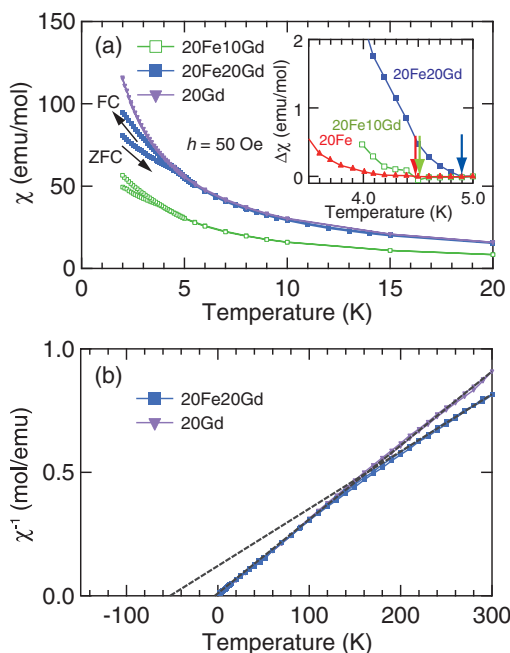 (a)
20Fe10Gd
20Fe20Gd
20Gd
FC
ZFC
h = 50 Oe
χ (emu/mol)
150
100
50
0
0
5
10
15
20
Temperature (K)
20Fe20Gd
20Fe10Gd
20Fe
Δχ (emu/mol)
2
1
0
4.0
4.5
5.0
Temperature (K)
(b)
20Fe20Gd
20Gd
χ⁻¹ (mol/emu)
1.0
0.5
0.0
-100
0
100
200
300
Temperature (K)